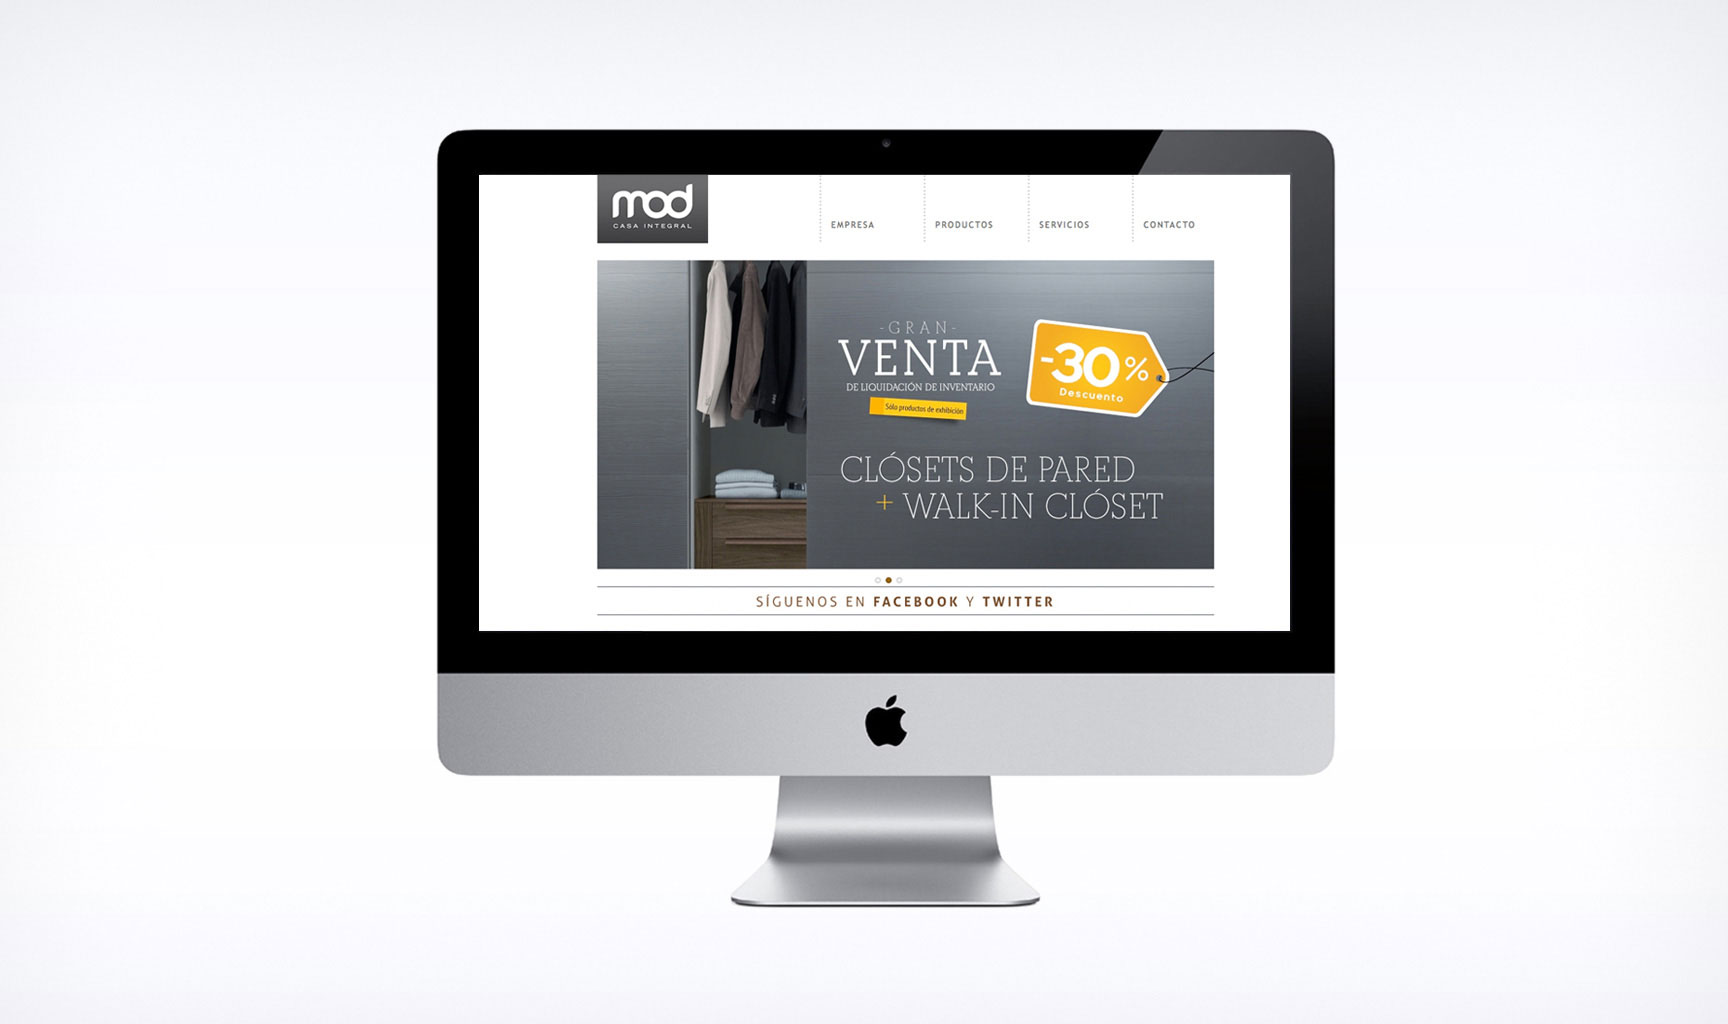 mod
CASA INTEGRAL
EMPRESA
PRODUCTOS
SERVICIOS
CONTACTO
-GRAN-
VENTA
DE LIQUIDACIÓN DE INVENTARIO
Sólo productos de exhibición
-30%
Descuento
CLÓSETS DE PARED
+ WALK-IN CLÓSET
SÍGUENOS EN FACEBOOK Y TWITTER